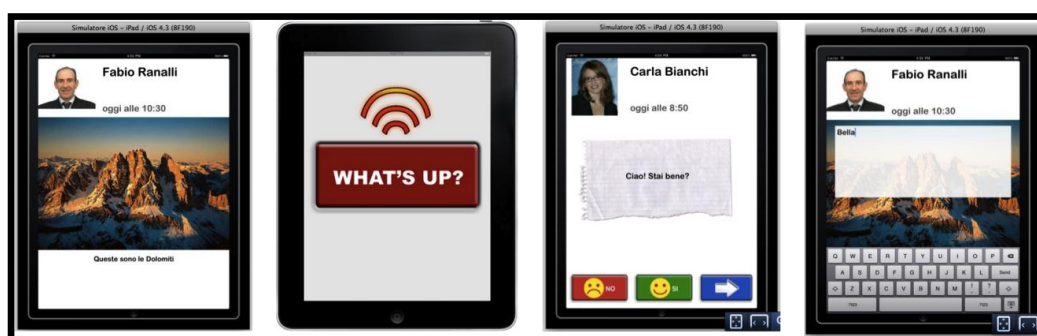 Simulatore iOS – iPad / iOS 4.3 (8F190)
Fabio Ranalli
oggi alle 10:30
Queste sono le Dolomiti
WHAT'S UP?
Simulatore iOS – iPad / iOS 4.3 (8F190)
Carla Bianchi
oggi alle 8:50
Ciao! Stai bene?
NO
SI
Simulatore iOS – iPad / iOS 4.3 (8F190)
Fabio Ranalli
oggi alle 10:30
Bella
Q W E R T Y U I O P
A S D F G H J K L Send
Z X C V B N M ! , ? .